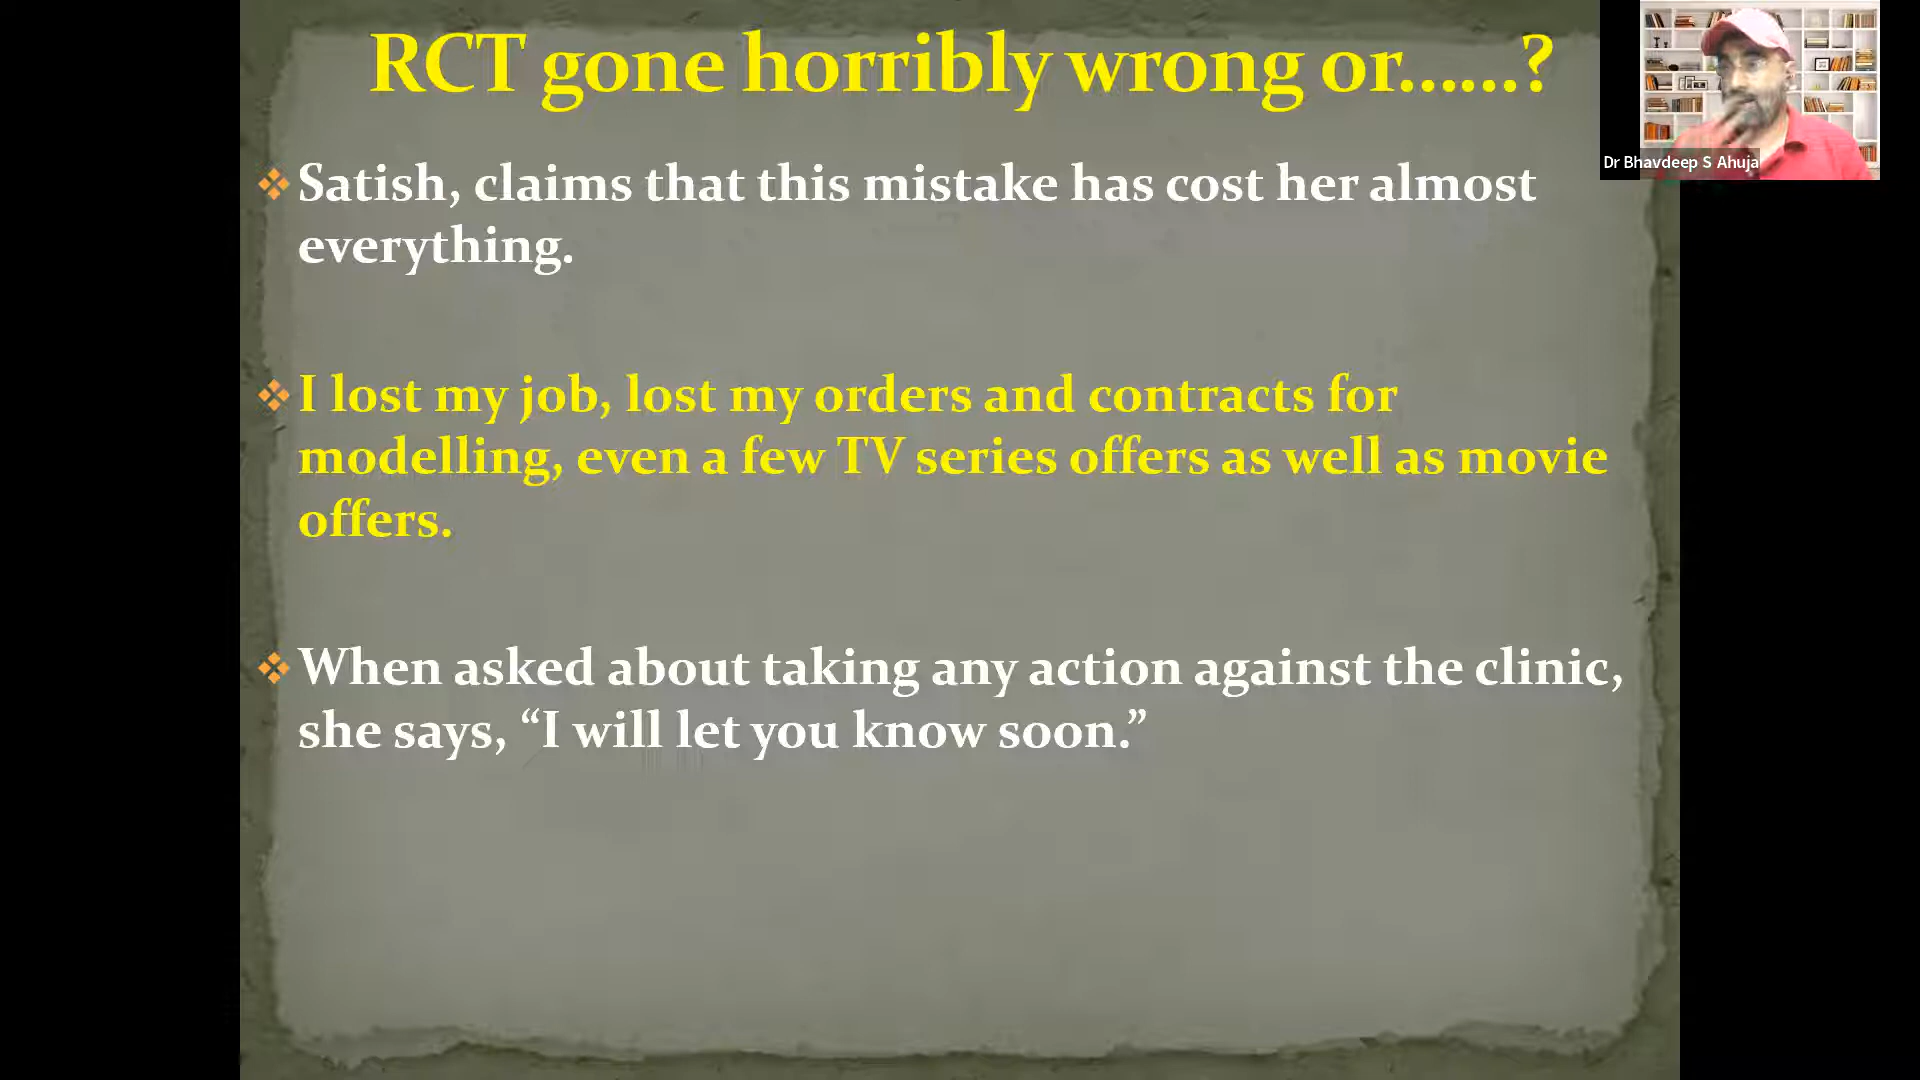 RCT gone horribly wrong or......?
Dr Bhavdeep S Ahuja
Satish, claims that this mistake has cost her almost
everything.
I lost my job, lost my orders and contracts for
modelling, even a few TV series offers as well as movie
offers.
When asked about taking any action against the clinic,
she says, “I will let you know soon.”